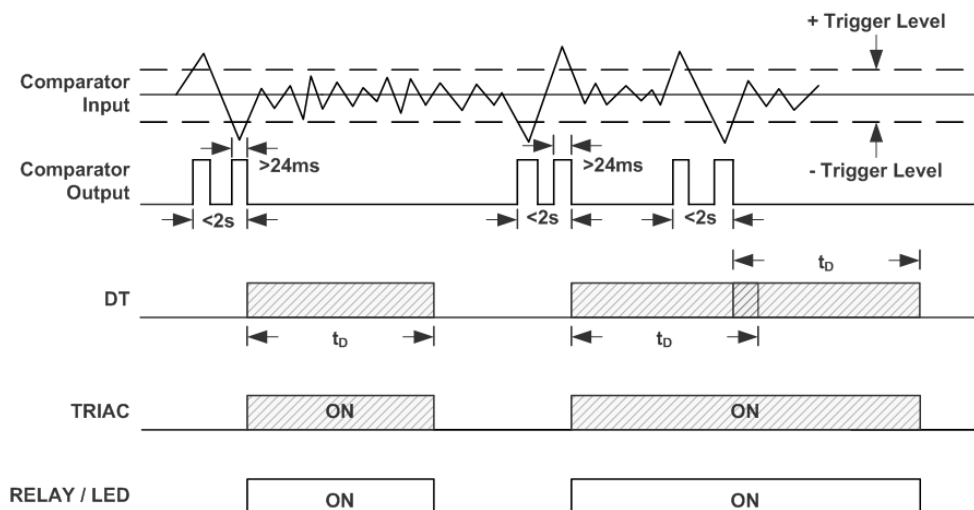 + Trigger Level
Comparator
Input
>24ms
>24ms
Comparator
Output
- Trigger Level
<2s
<2s
<2s
tD
DT
tD
tD
TRIAC
ON
ON
RELAY / LED
ON
ON